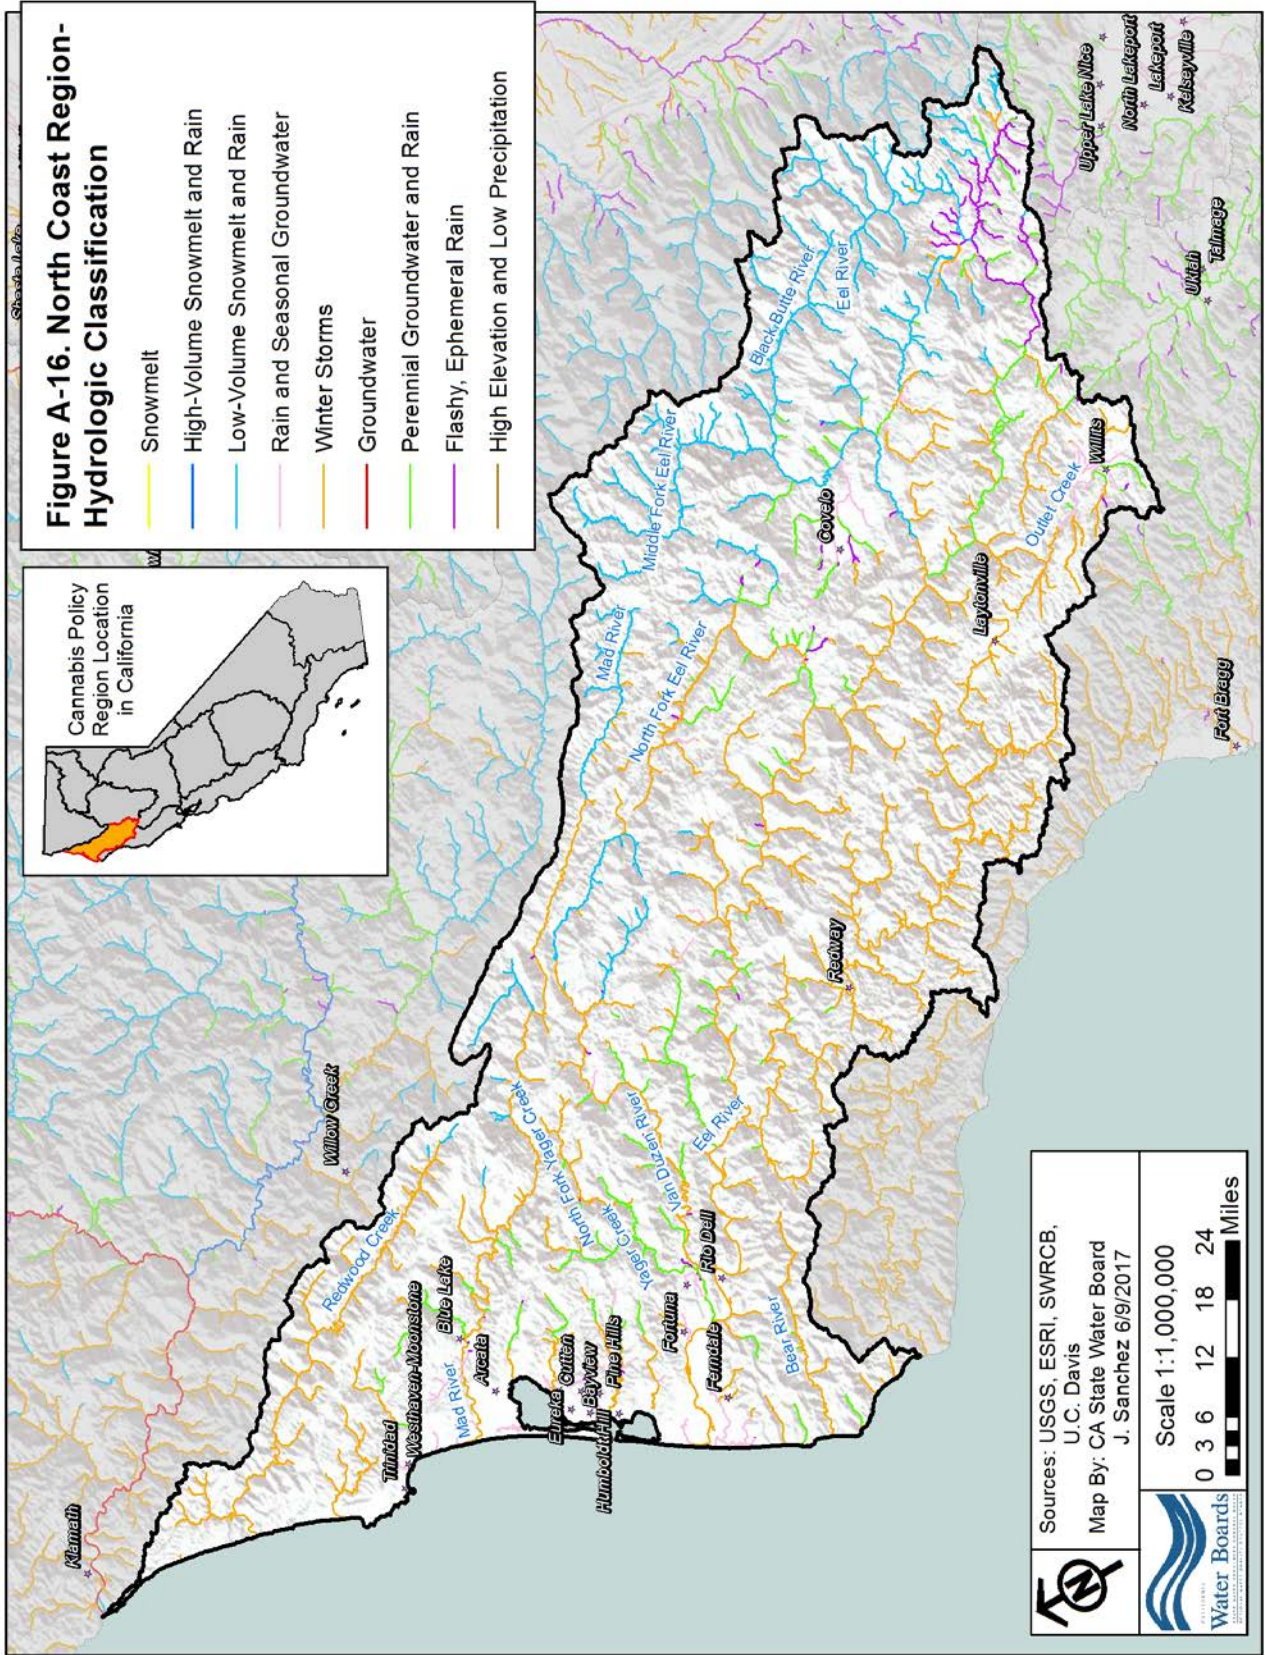 Figure A-16. North Coast Region-
Hydrologic Classification
Snowmelt
High-Volume Snowmelt and Rain
Low-Volume Snowmelt and Rain
Rain and Seasonal Groundwater
Winter Storms
Groundwater
Perennial Groundwater and Rain
Flashy, Ephemeral Rain
High Elevation and Low Precipitation
Cannabis Policy
Region Location
in California
Klamath
Trinidad
Westhaven-Moonstone
Blue Lake
Arcata
Mad River
Redwood Creek
Willow Creek
Eureka
Cutten
Bayview
Pine Hills
Humboldt Hill
Fortuna
Ferndale
Rio Dell
Bear River
Yager Creek
North Fork Yager Creek
Van Duzen River
Eel River
Redway
Mad River
North Fork Eel River
Middle Fork Eel River
Black Butte River
Eel River
Covelo
Laytonville
Outlet Creek
Willits
Fort Bragg
Ukiah
Talmage
Upper Lake
Nice
North Lakeport
Lakeport
Kelseyville
N
Sources: USGS, ESRI, SWRCB,
U.C. Davis
Map By: CA State Water Board
J. Sanchez 6/9/2017
Scale 1:1,000,000
0 3 6 12 18 24
Miles
CALIFORNIA
Water Boards